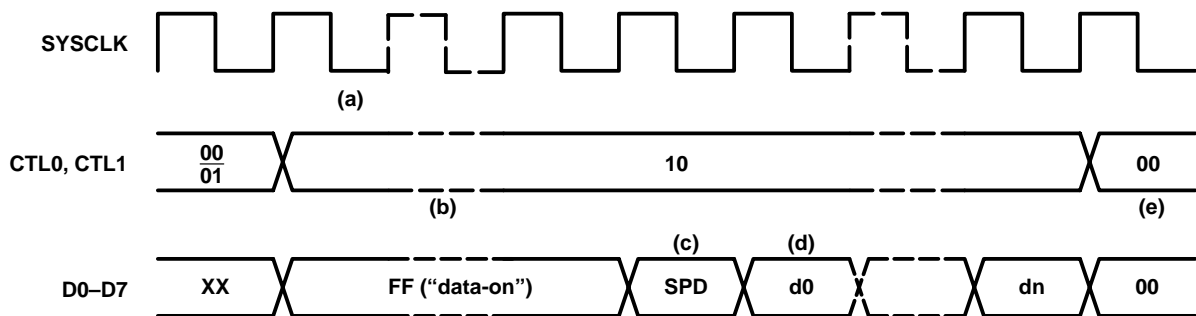 SYSCLK
(a)
CTL0, CTL1
00
01
10
00
(b)
(e)
(c)
(d)
D0–D7
XX
FF (“data-on”)
SPD
d0
dn
00